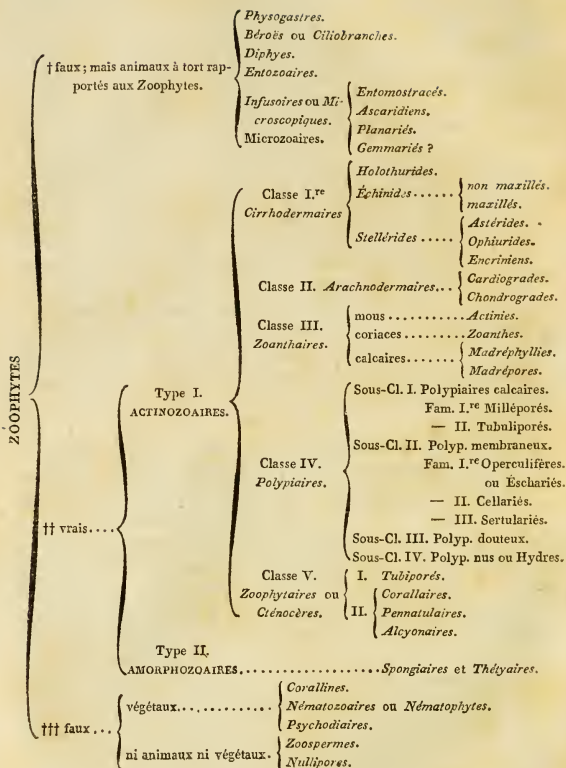 ZÓOPHYTES
† faux ; mais animaux à tort rapportés aux Zoophytes.
Physogastres.
Béroës ou Ciliobranches.
Diphyes.
Entozoaires.
Infusoires ou Microscopiques.
Microzoaires.
Entomostracés.
Ascaridiens.
Planariés.
Gemmariés ?
†† vrais....
Type I.
ACTINOZOAIRES.
Classe I.re
Cirrhodermaires
Holothurides.
Échinides......
non maxillés.
maxillés.
Stellérides.....
Astérides.
Ophiurides.
Encriniens.
Classe II. Arachnodermaires...
Cardiogrades.
Chondrogrades.
Classe III.
Zoanthaires.
mous...........Actinies.
coriaces.........Zoanthes.
calcaires.......
Madréphyllies.
Madrépores.
Classe IV.
Polypiaires.
Sous-Cl. I. Polypiaires calcaires.
Fam. I.re Milléporés.
— II. Tubuliporés.
Sous-Cl. II. Polyp. membraneux.
Fam. I.re Operculifères.
ou Éschariés.
— II. Cellariés.
— III. Sertulariés.
Sous-Cl. III. Polyp. douteux.
Sous-Cl. IV. Polyp. nus ou Hydres.
Classe V.
Zoophytaires ou
Cténocères.
I. Tubiporés.
II.
Corallaires.
Pennatulaires.
Alcyonaires.
Type II.
AMORPHOZOAIRES...................Spongiaires et Thétyaires.
††† faux...
végétaux.............
Corallines.
Nématozoaires ou Nématophytes.
Psychodiaires.
ni animaux ni végétaux.
Zoospermes.
Nullipores.